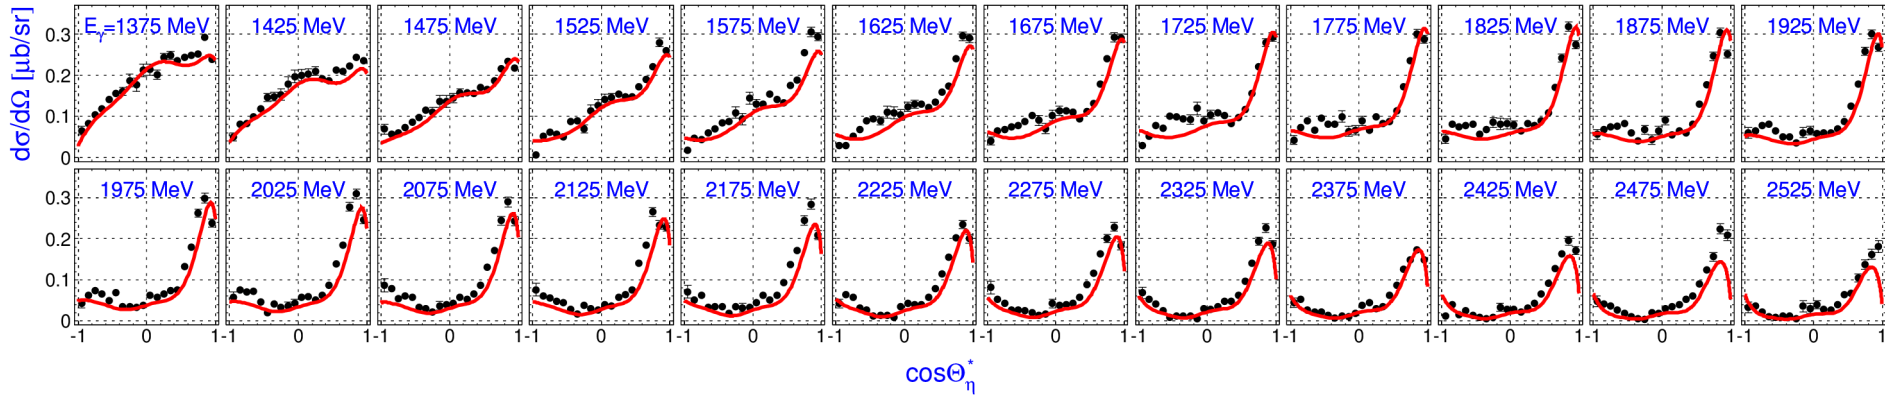 dσ/dΩ [μb/sr]
E_γ=1375 MeV 1425 MeV 1475 MeV 1525 MeV 1575 MeV 1625 MeV 1675 MeV 1725 MeV 1775 MeV 1825 MeV 1875 MeV 1925 MeV
0.3
0.2
0.1
0
1975 MeV 2025 MeV 2075 MeV 2125 MeV 2175 MeV 2225 MeV 2275 MeV 2325 MeV 2375 MeV 2425 MeV 2475 MeV 2525 MeV
0.3
0.2
0.1
0
-1 0 1 -1 0 1 -1 0 1 -1 0 1 -1 0 1 -1 0 1 -1 0 1 -1 0 1 -1 0 1 -1 0 1 -1 0 1 -1 0 1
cosΘ*_η